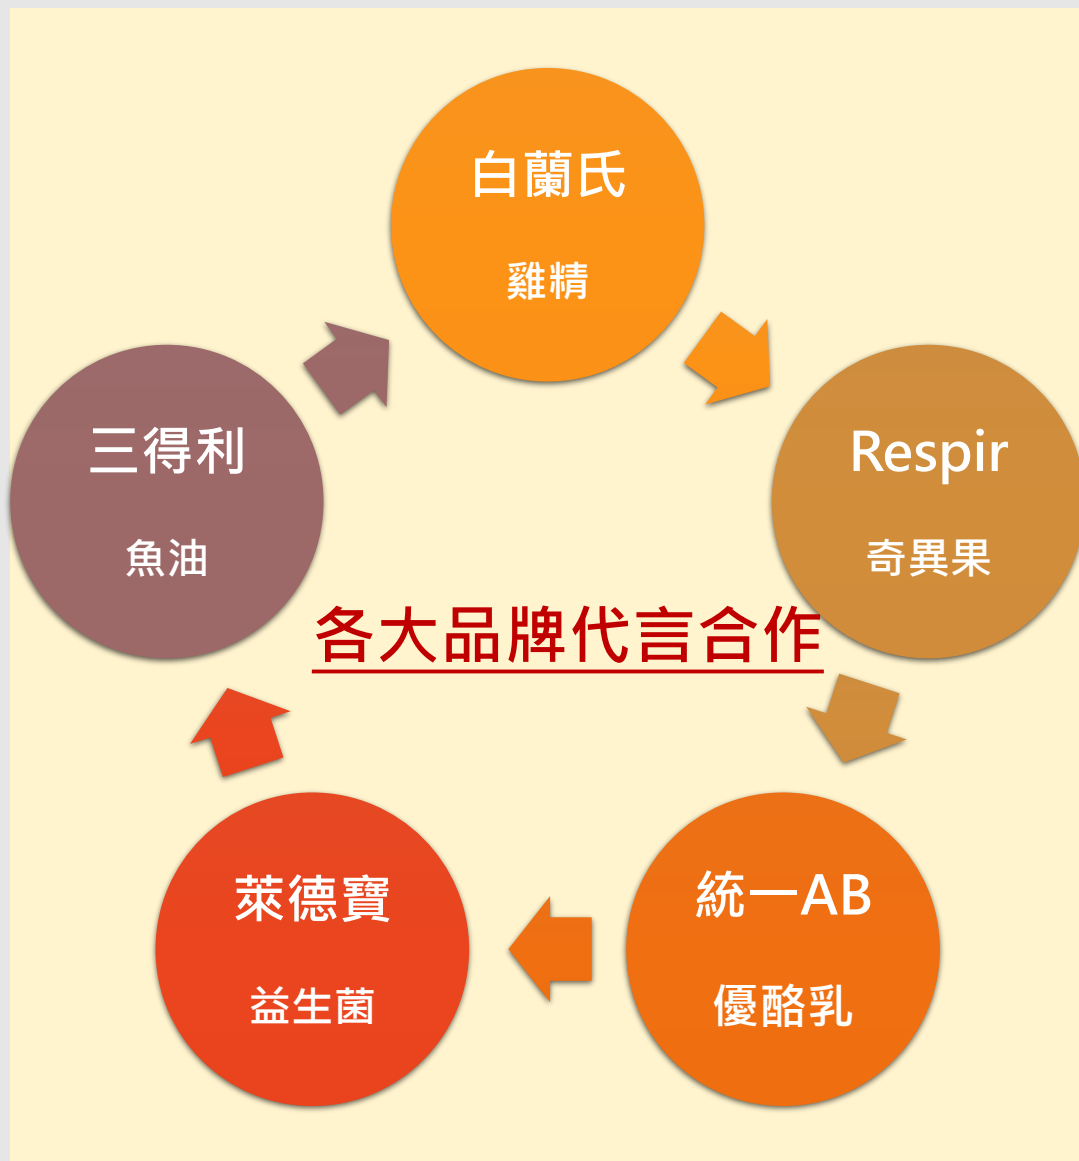 白蘭氏
雞精
Respir
奇異果
統一AB
優酪乳
萊德寶
益生菌
三得利
魚油
各大品牌代言合作